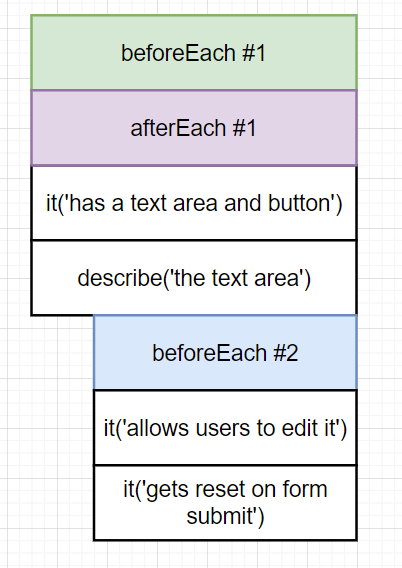 beforeEach #1
afterEach #1
it('has a text area and button')
describe('the text area')
beforeEach #2
it('allows users to edit it')
it('gets reset on form
submit')